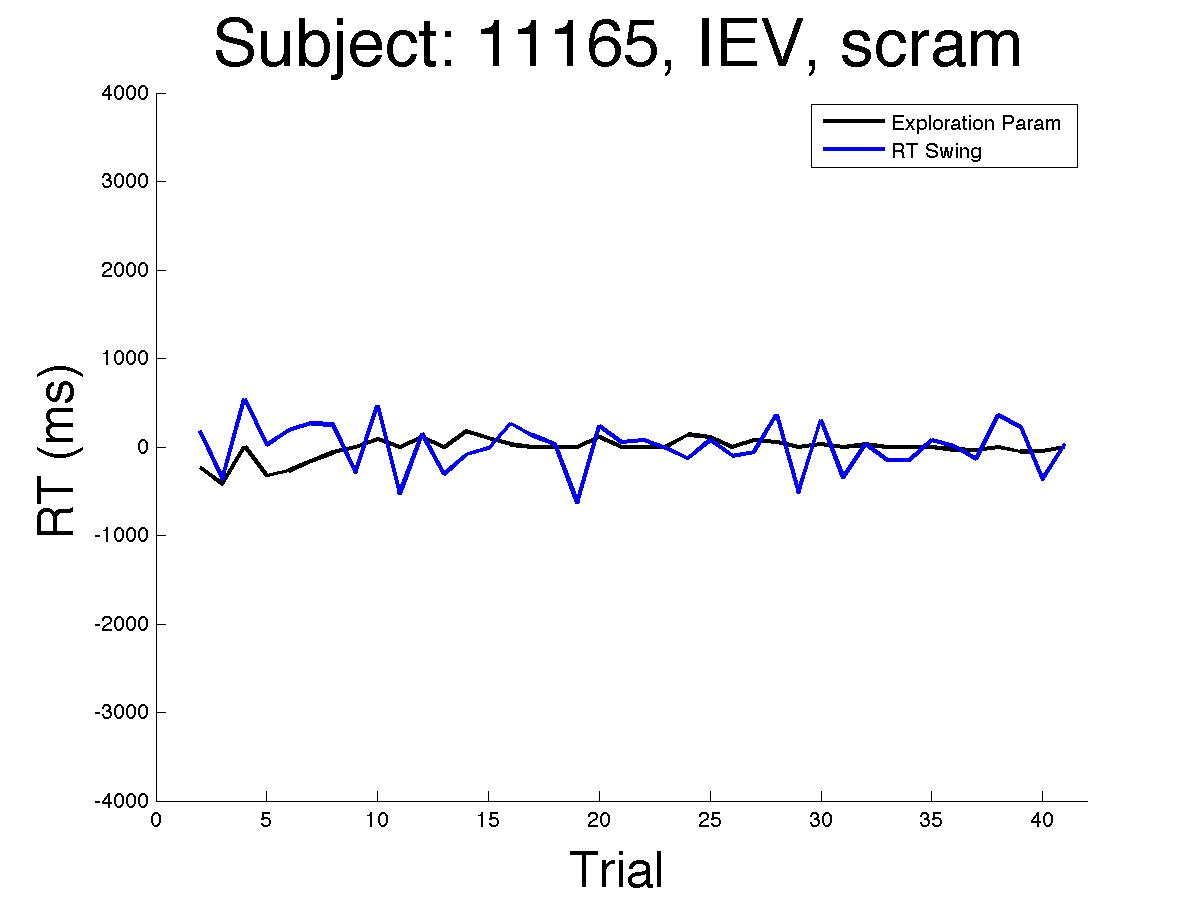 Subject: 11165, IEV, scram
Exploration Param
RT Swing
4000
3000
2000
1000
0
-1000
-2000
-3000
-4000
RT (ms)
0 5 10 15 20 25 30 35 40
Trial